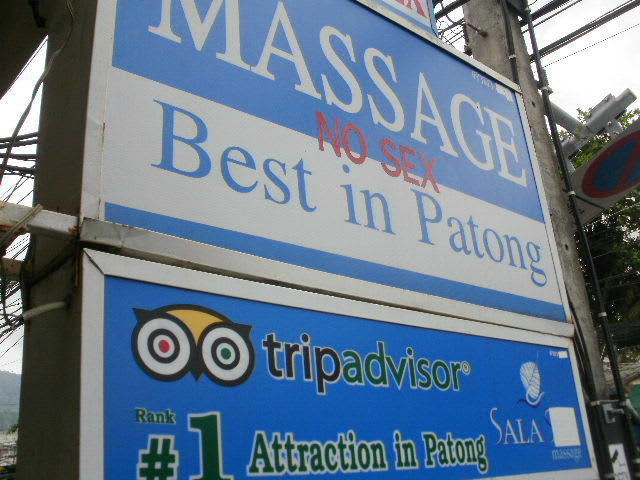 MASSAGE
NO SEX
Best in Patong
tripadvisor®
Rank
#1 Attraction in Patong
SALA
massage